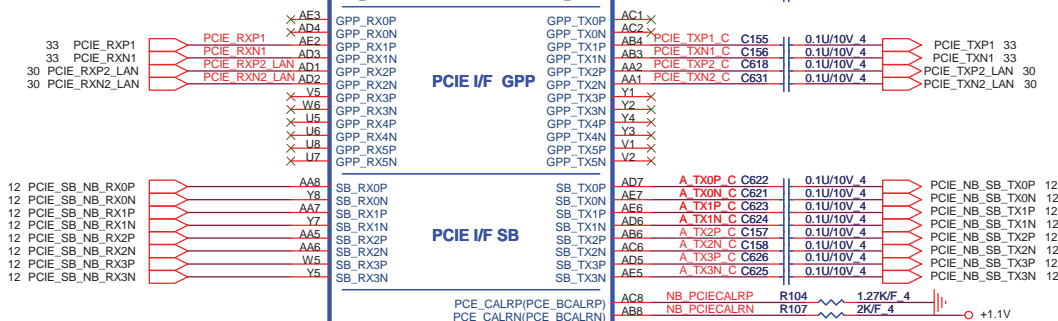 AE3 GPP_RX0P GPP_TX0P AC1
AD4 GPP_RX0N GPP_TX0N AC2
33 PCIE_RXP1 PCIE_RXP1 AE2 GPP_RX1P GPP_TX1P AB4 PCIE_TXP1_C C155 0.1U/10V_4 PCIE_TXP1 33
33 PCIE_RXN1 PCIE_RXN1 AD3 GPP_RX1N GPP_TX1N AB3 PCIE_TXN1_C C156 0.1U/10V_4 PCIE_TXN1 33
30 PCIE_RXP2_LAN PCIE_RXP2_LAN AD1 GPP_RX2P GPP_TX2P AA2 PCIE_TXP2_C C618 0.1U/10V_4 PCIE_TXP2_LAN 30
30 PCIE_RXN2_LAN PCIE_RXN2_LAN AD2 GPP_RX2N GPP_TX2N AA1 PCIE_TXN2_C C631 0.1U/10V_4 PCIE_TXN2_LAN 30
PCIE I/F GPP
V5 GPP_RX3P GPP_TX3P Y1
W6 GPP_RX3N GPP_TX3N Y2
U5 GPP_RX4P GPP_TX4P Y4
U6 GPP_RX4N GPP_TX4N Y3
U8 GPP_RX5P GPP_TX5P V1
U7 GPP_RX5N GPP_TX5N V2
12 PCIE_SB_NB_RX0P AA8 SB_RX0P SB_TX0P AD7 A_TX0P_C C622 0.1U/10V_4 PCIE_NB_SB_TX0P 12
12 PCIE_SB_NB_RX0N Y8 SB_RX0N SB_TX0N AE7 A_TX0N_C C621 0.1U/10V_4 PCIE_NB_SB_TX0N 12
12 PCIE_SB_NB_RX1P AA7 SB_RX1P SB_TX1P AE6 A_TX1P_C C623 0.1U/10V_4 PCIE_NB_SB_TX1P 12
12 PCIE_SB_NB_RX1N Y7 SB_RX1N SB_TX1N AD6 A_TX1N_C C624 0.1U/10V_4 PCIE_NB_SB_TX1N 12
12 PCIE_SB_NB_RX2P AA5 SB_RX2P PCIE I/F SB SB_TX2P AB6 A_TX2P_C C157 0.1U/10V_4 PCIE_NB_SB_TX2P 12
12 PCIE_SB_NB_RX2N AA6 SB_RX2N SB_TX2N AC6 A_TX2N_C C158 0.1U/10V_4 PCIE_NB_SB_TX2N 12
12 PCIE_SB_NB_RX3P W5 SB_RX3P SB_TX3P AD5 A_TX3P_C C626 0.1U/10V_4 PCIE_NB_SB_TX3P 12
12 PCIE_SB_NB_RX3N Y5 SB_RX3N SB_TX3N AE5 A_TX3N_C C625 0.1U/10V_4 PCIE_NB_SB_TX3N 12
PCE_CALRP(PCE_BCALRP) AC8 NB_PCIECALRP R104 1.27K/F_4
PCE_CALRN(PCE_BCALRN) AB8 NB_PCIECALRN R107 2K/F_4 +1.1V